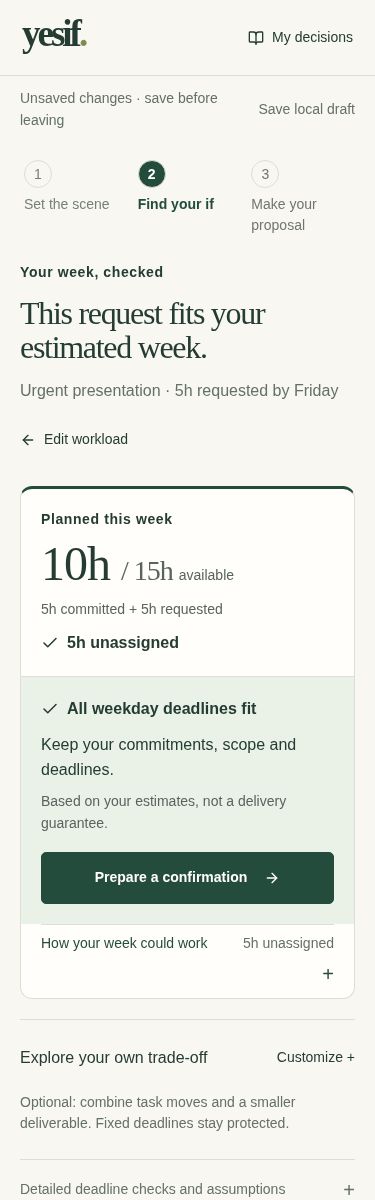 yesif.
My decisions
Unsaved changes · save before
leaving
Save local draft
1
2
3
Set the scene
Find your if
Make your
proposal
Your week, checked
This request fits your
estimated week.
Urgent presentation · 5h requested by Friday
← Edit workload
Planned this week
10h / 15h available
5h committed + 5h requested
✓ 5h unassigned
✓ All weekday deadlines fit
Keep your commitments, scope and
deadlines.
Based on your estimates, not a delivery
guarantee.
Prepare a confirmation →
How your week could work
5h unassigned
+
Explore your own trade-off
Customize +
Optional: combine task moves and a smaller
deliverable. Fixed deadlines stay protected.
Detailed deadline checks and assumptions +